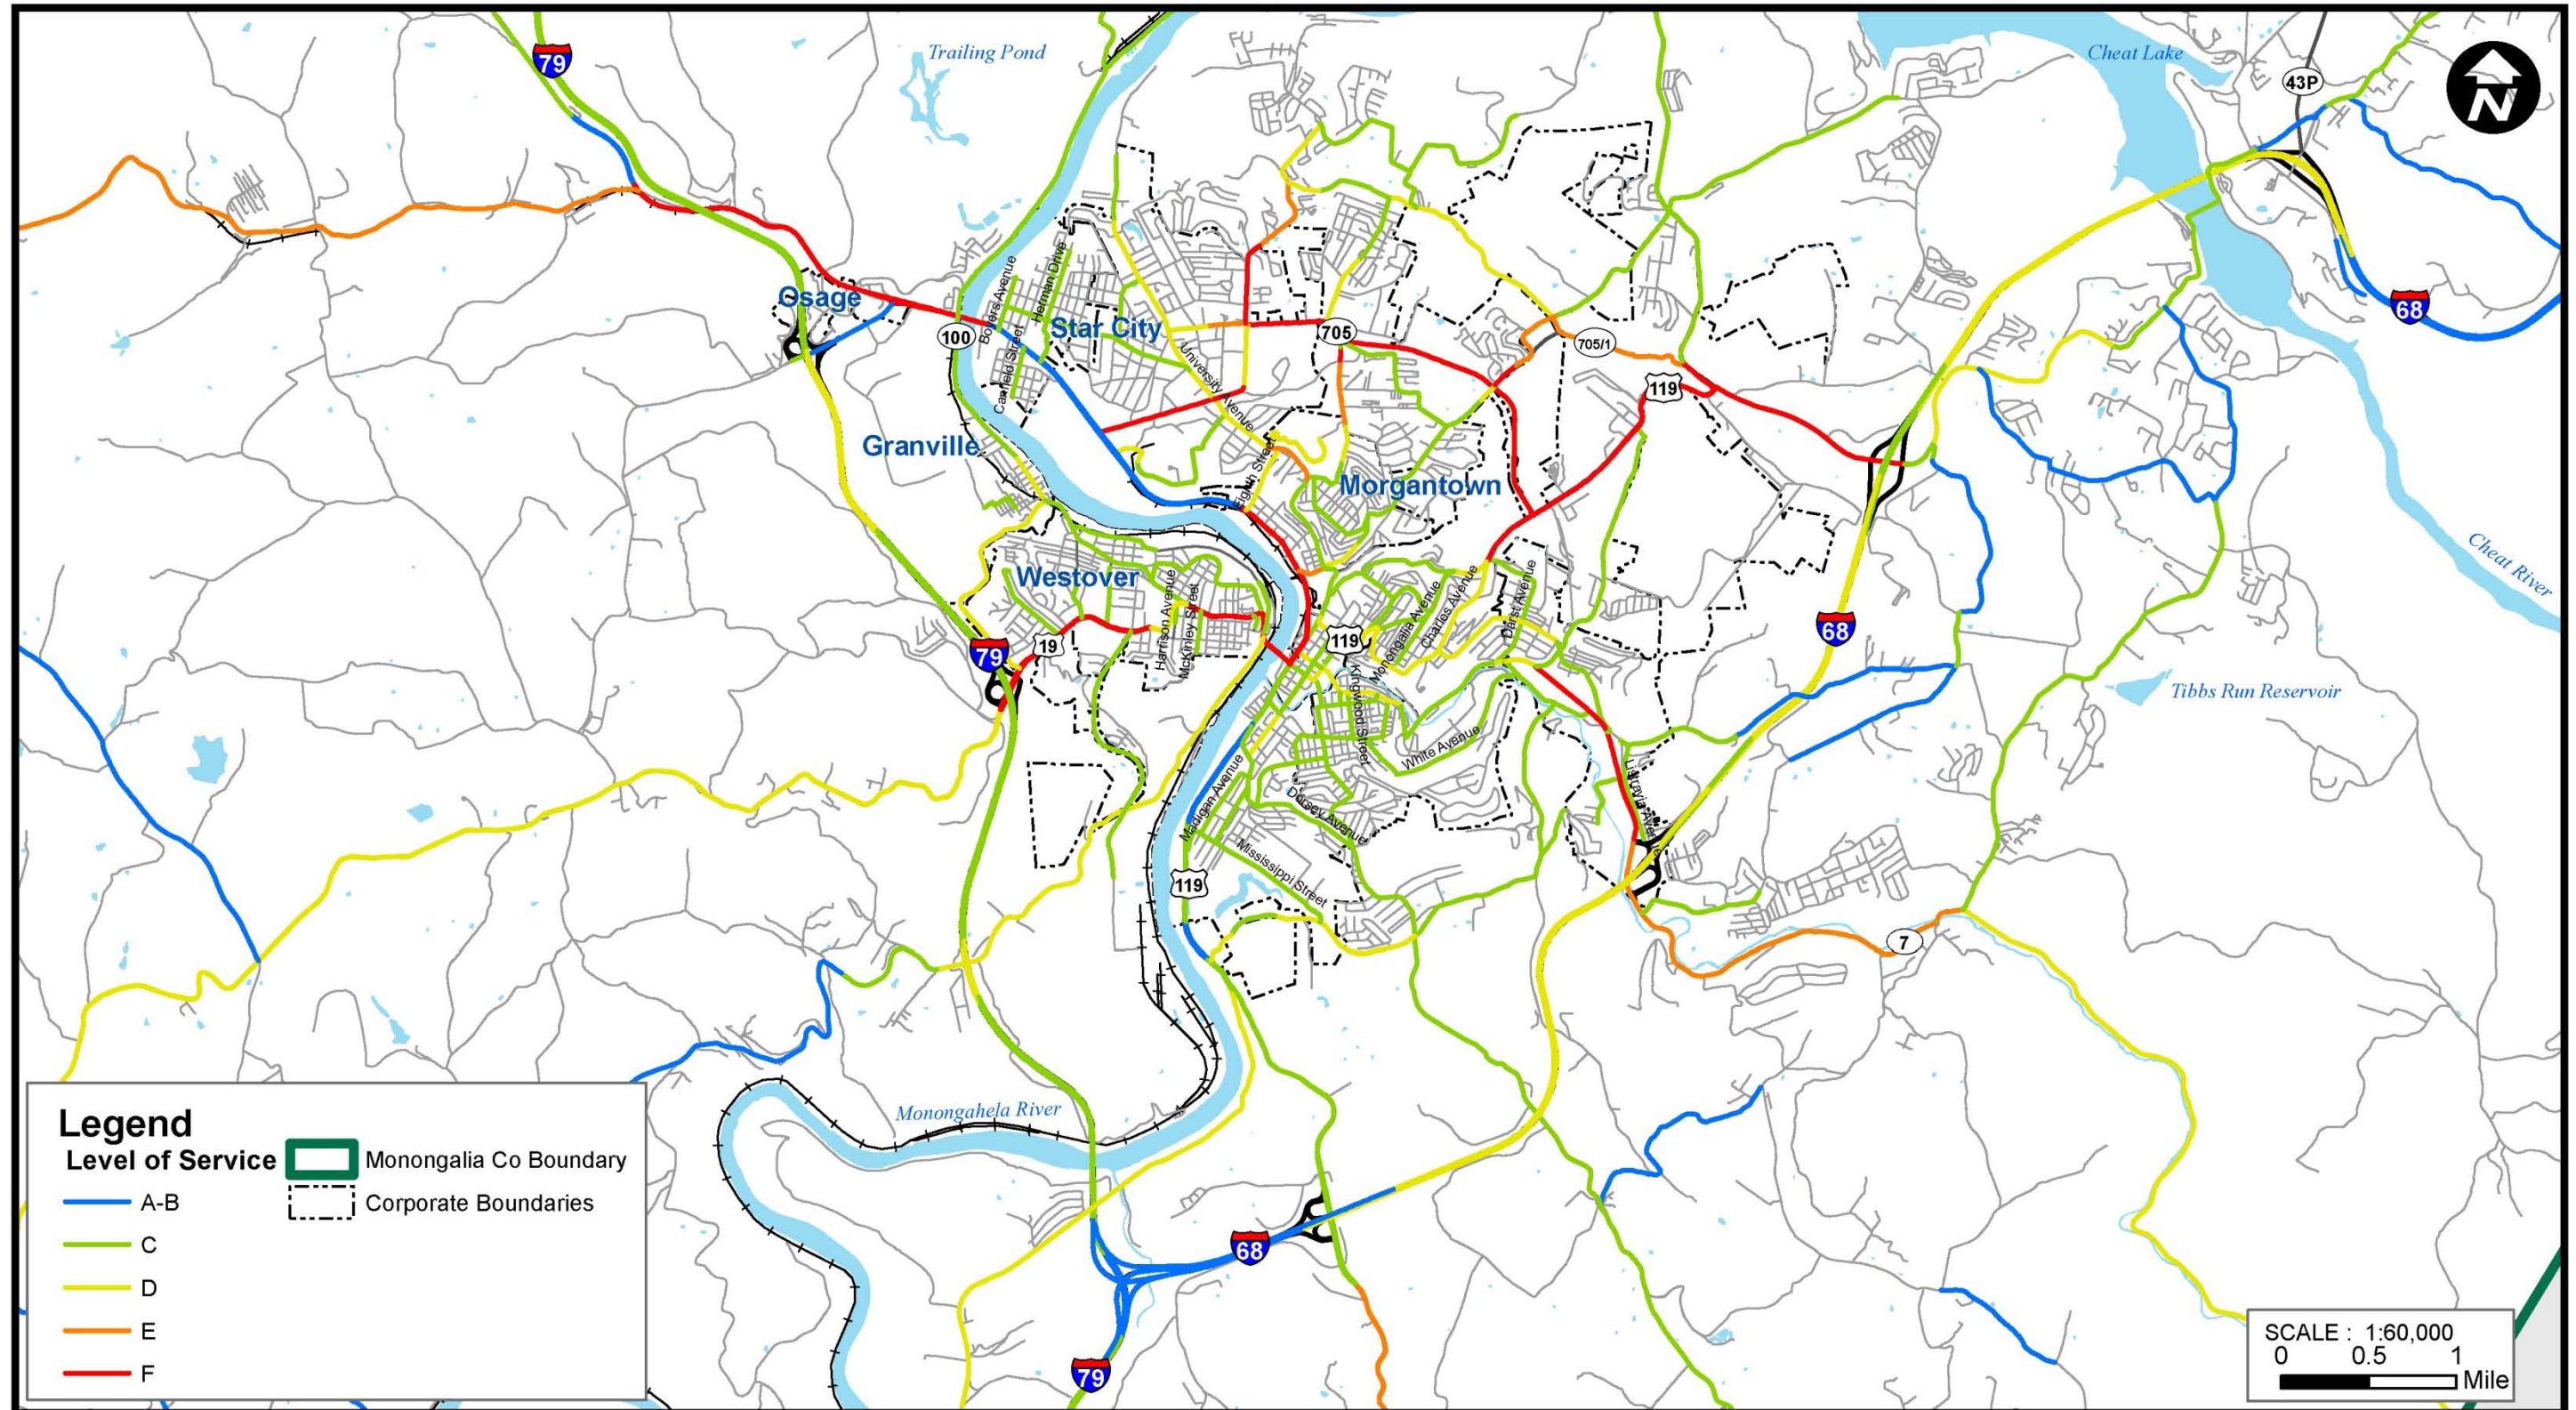 79
Trailing Pond
Cheat Lake
43P
N
Osage
Boyers Avenue
Herman Drive
68
100
Star City
705
705/1
Canfield Street
University Avenue
119
Granville
Eighth Street
Morgantown
Cheat River
Westover
Harrison Avenue
McKinley Street
Monongalia Avenue
Charles Avenue
Darst Avenue
68
79
19
119
Kingwood Street
Tibbs Run Reservoir
White Avenue
Madigan Avenue
Dorsey Avenue
Listravia Avenue
Mississippi Street
119
7
Monongahela River
68
79
Legend
Level of Service
Monongalia Co Boundary
A-B
Corporate Boundaries
C
D
E
F
SCALE : 1:60,000
0 0.5 1
Mile